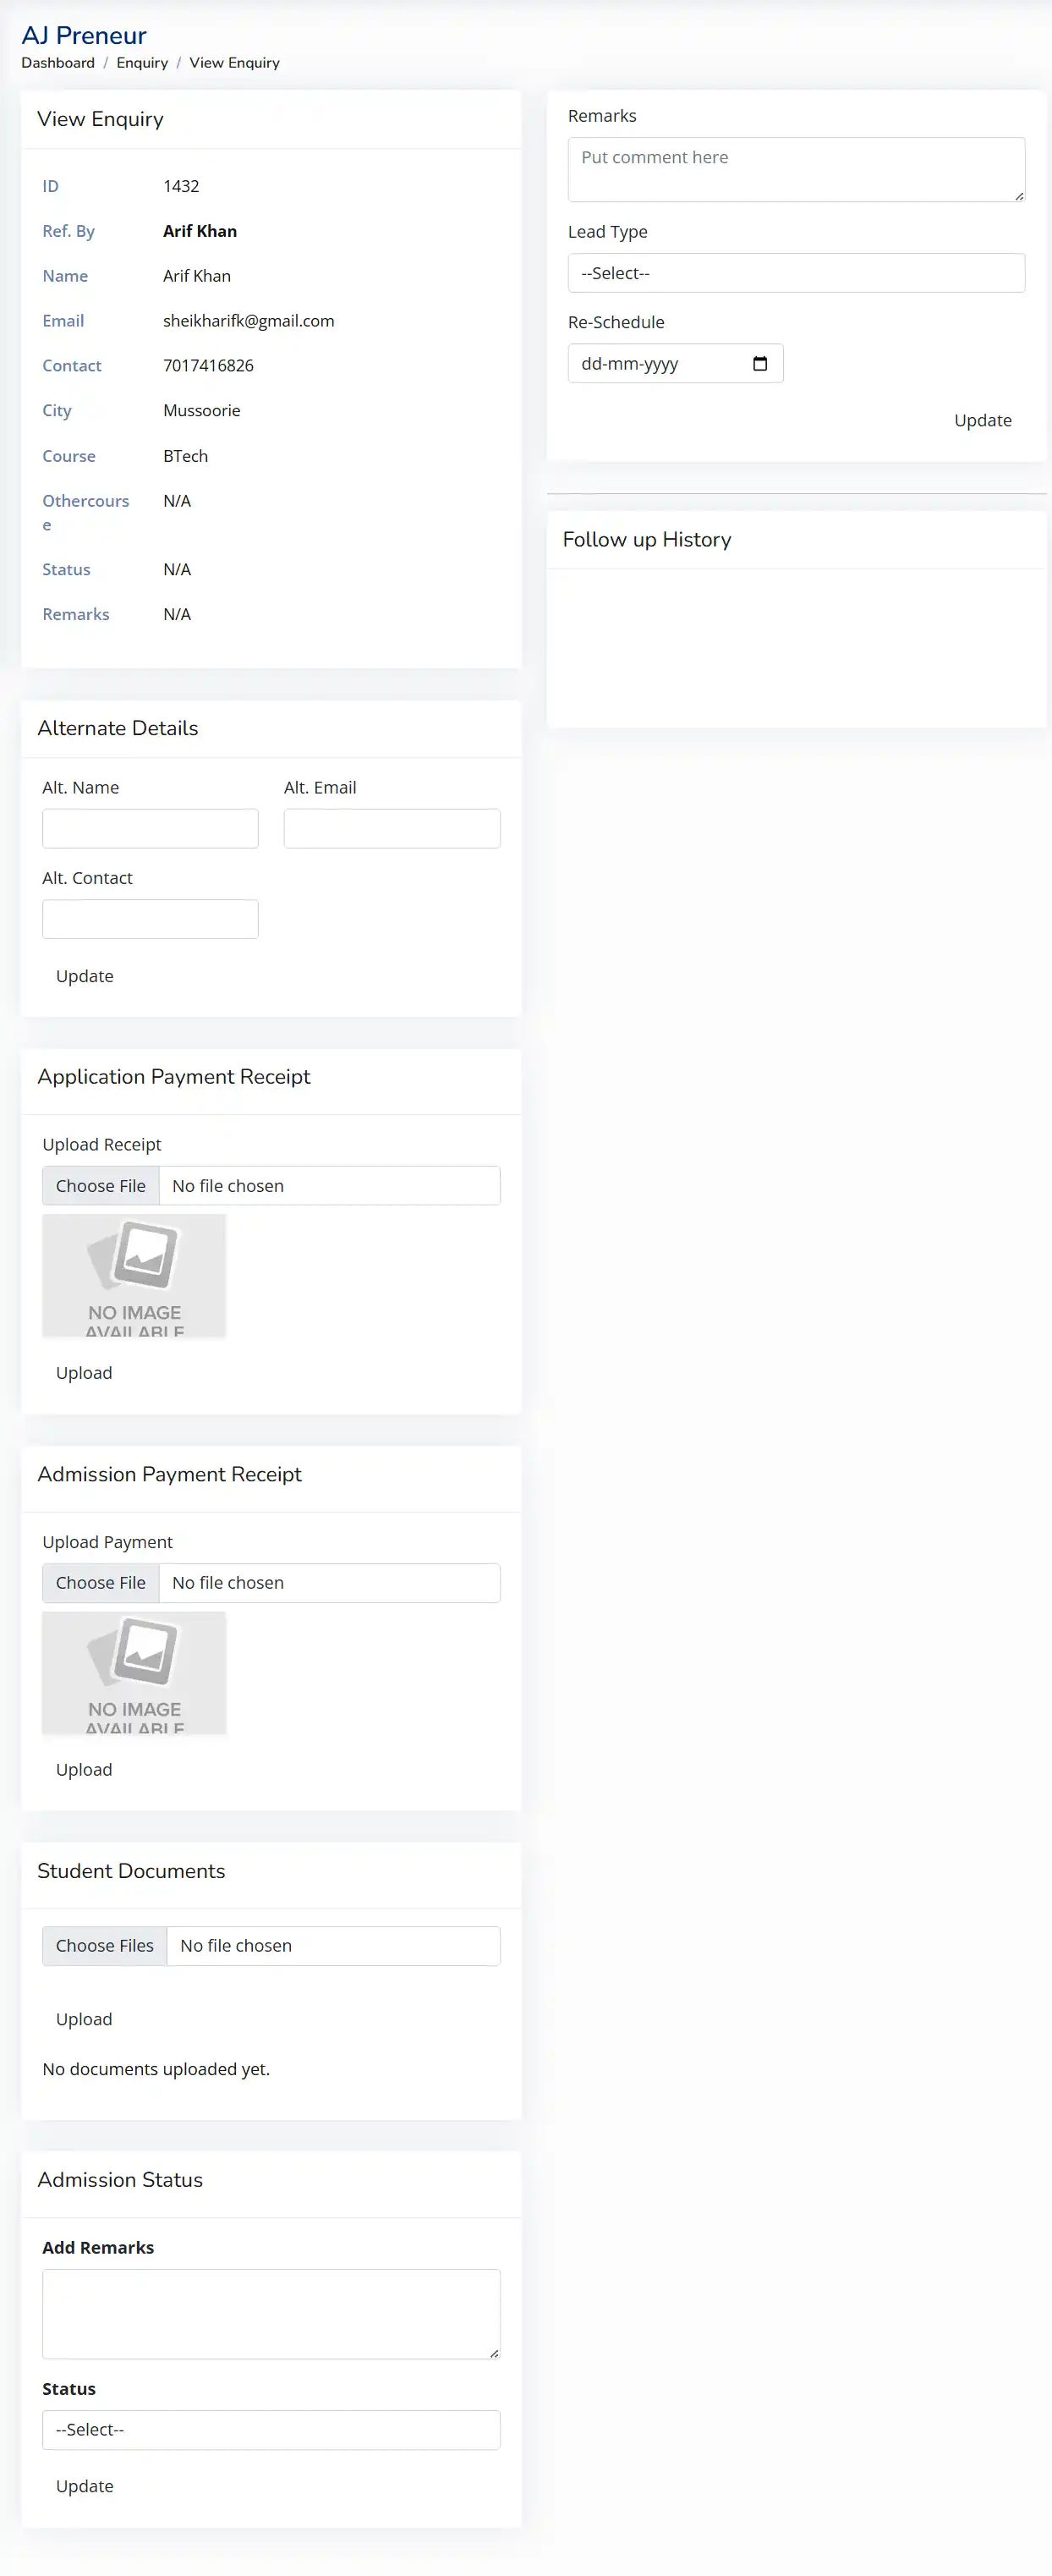 AJ Preneur
Dashboard / Enquiry / View Enquiry
View Enquiry
ID 1432
Ref. By Arif Khan
Name Arif Khan
Email sheikharifk@gmail.com
Contact 7017416826
City Mussoorie
Course BTech
Othercours N/A
e
Status N/A
Remarks N/A
Alternate Details
Alt. Name Alt. Email
Alt. Contact
Update
Application Payment Receipt
Upload Receipt
Choose File No file chosen
NO IMAGE
AVAILABLE
Upload
Admission Payment Receipt
Upload Payment
Choose File No file chosen
NO IMAGE
AVAILABLE
Upload
Student Documents
Choose Files No file chosen
Upload
No documents uploaded yet.
Admission Status
Add Remarks
Status
--Select--
Update
Remarks
Put comment here
Lead Type
--Select--
Re-Schedule
dd-mm-yyyy
Update
Follow up History